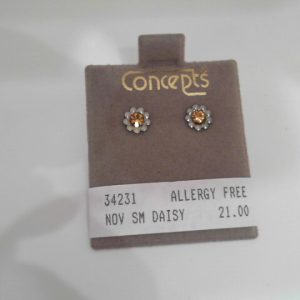 Concepts
34231 ALLERGY FREE
NOV SM DAISY 21.00